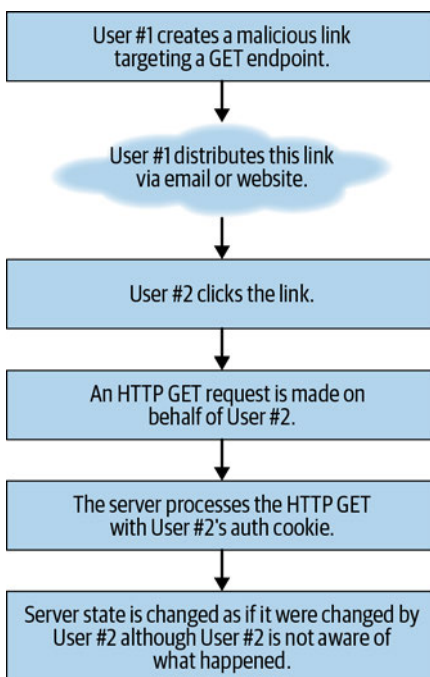 User #1 creates a malicious link
targeting a GET endpoint.
User #1 distributes this link
via email or website.
User #2 clicks the link.
An HTTP GET request is made on
behalf of User #2.
The server processes the HTTP GET
with User #2's auth cookie.
Server state is changed as if it were changed by
User #2 although User #2 is not aware of
what happened.